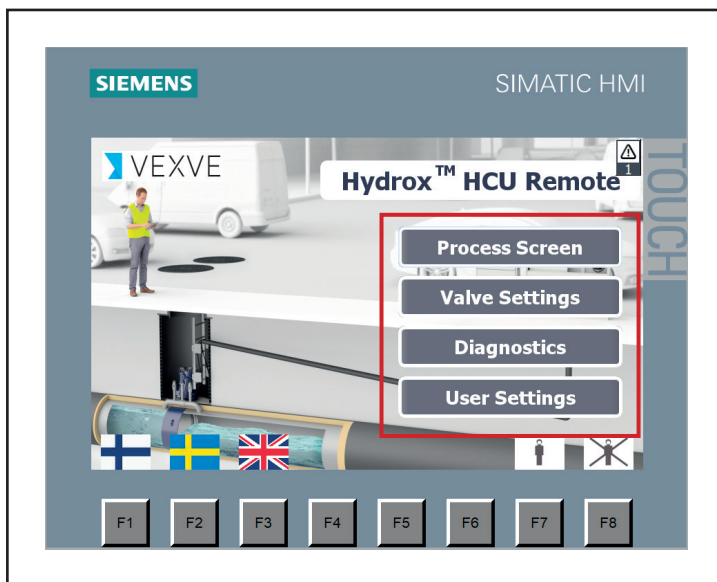 SIEMENS
SIMATIC HMI
TOUCH
VEXVE
Hydrox™ HCU Remote
1
Process Screen
Valve Settings
Diagnostics
User Settings
F1 F2 F3 F4 F5 F6 F7 F8